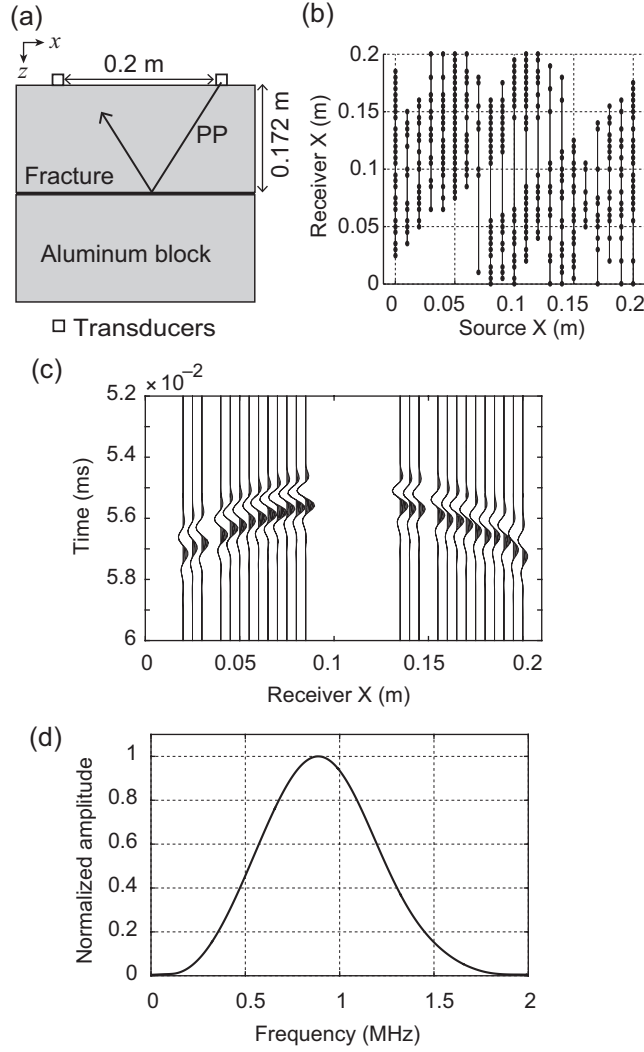 (a)
x
z
0.2 m
PP
0.172 m
Fracture
Aluminum block
Transducers
(b)
Receiver X (m)
0.2
0.15
0.1
0.05
0
0 0.05 0.1 0.15 0.2
Source X (m)
(c)
5.2 × 10⁻²
5.4
5.6
5.8
6
Time (ms)
0 0.05 0.1 0.15 0.2
Receiver X (m)
(d)
Normalized amplitude
1
0.8
0.6
0.4
0.2
0
0 0.5 1 1.5 2
Frequency (MHz)